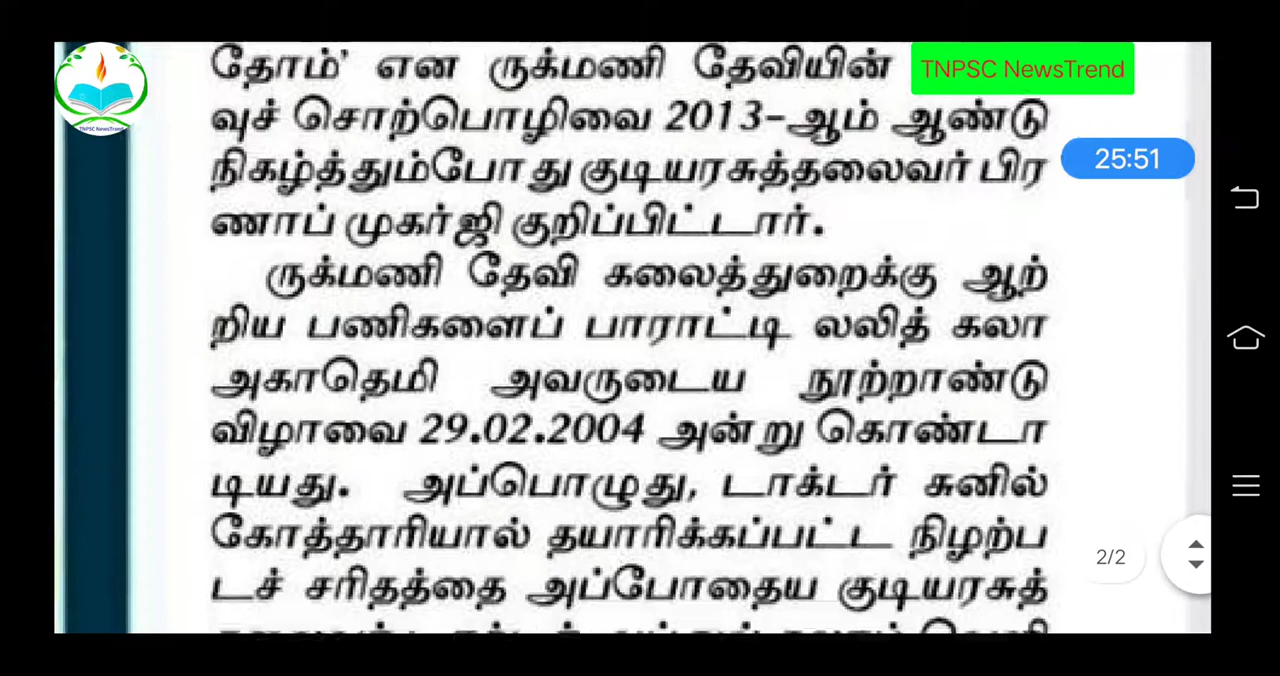 தோம்' என ருக்மணி தேவியின்
TNPSC NewsTrend
வுச் சொற்பொழிவை 2013-ஆம் ஆண்டு
25:51
நிகழ்த்தும்போது குடியரசுத்தலைவர் பிர
ணாப் முகர்ஜி குறிப்பிட்டார்.
ருக்மணி தேவி கலைத்துறைக்கு ஆற்
றிய பணிகளைப் பாராட்டி லலித் கலா
அகாதெமி அவருடைய நூற்றாண்டு
விழாவை 29.02.2004 அன்று கொண்டா
டியது. அப்பொழுது, டாக்டர் சுனில்
கோத்தாரியால் தயாரிக்கப்பட்ட நிழற்ப
2/2
டச் சரிதத்தை அப்போதைய குடியரசுத்
TNPSC NewsTrend